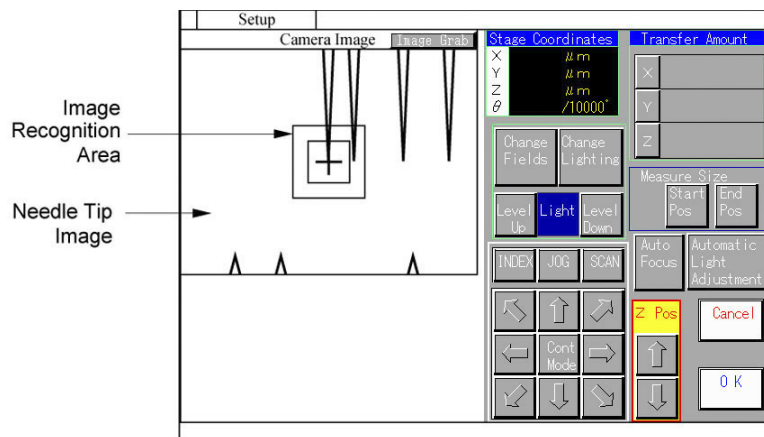 Setup
Camera Image
Image Grab
Image
Recognition
Area
Needle Tip
Image
Stage Coordinates
X μm
Y μm
Z μm
θ /10000°
Transfer Amount
X
Y
Z
Change
Fields
Change
Lighting
Measure Size
Start
Pos
End
Pos
Level
Up
Light
Level
Down
Auto
Focus
Automatic
Light
Adjustment
INDEX
JOG
SCAN
Cont
Mode
Z Pos
Cancel
OK